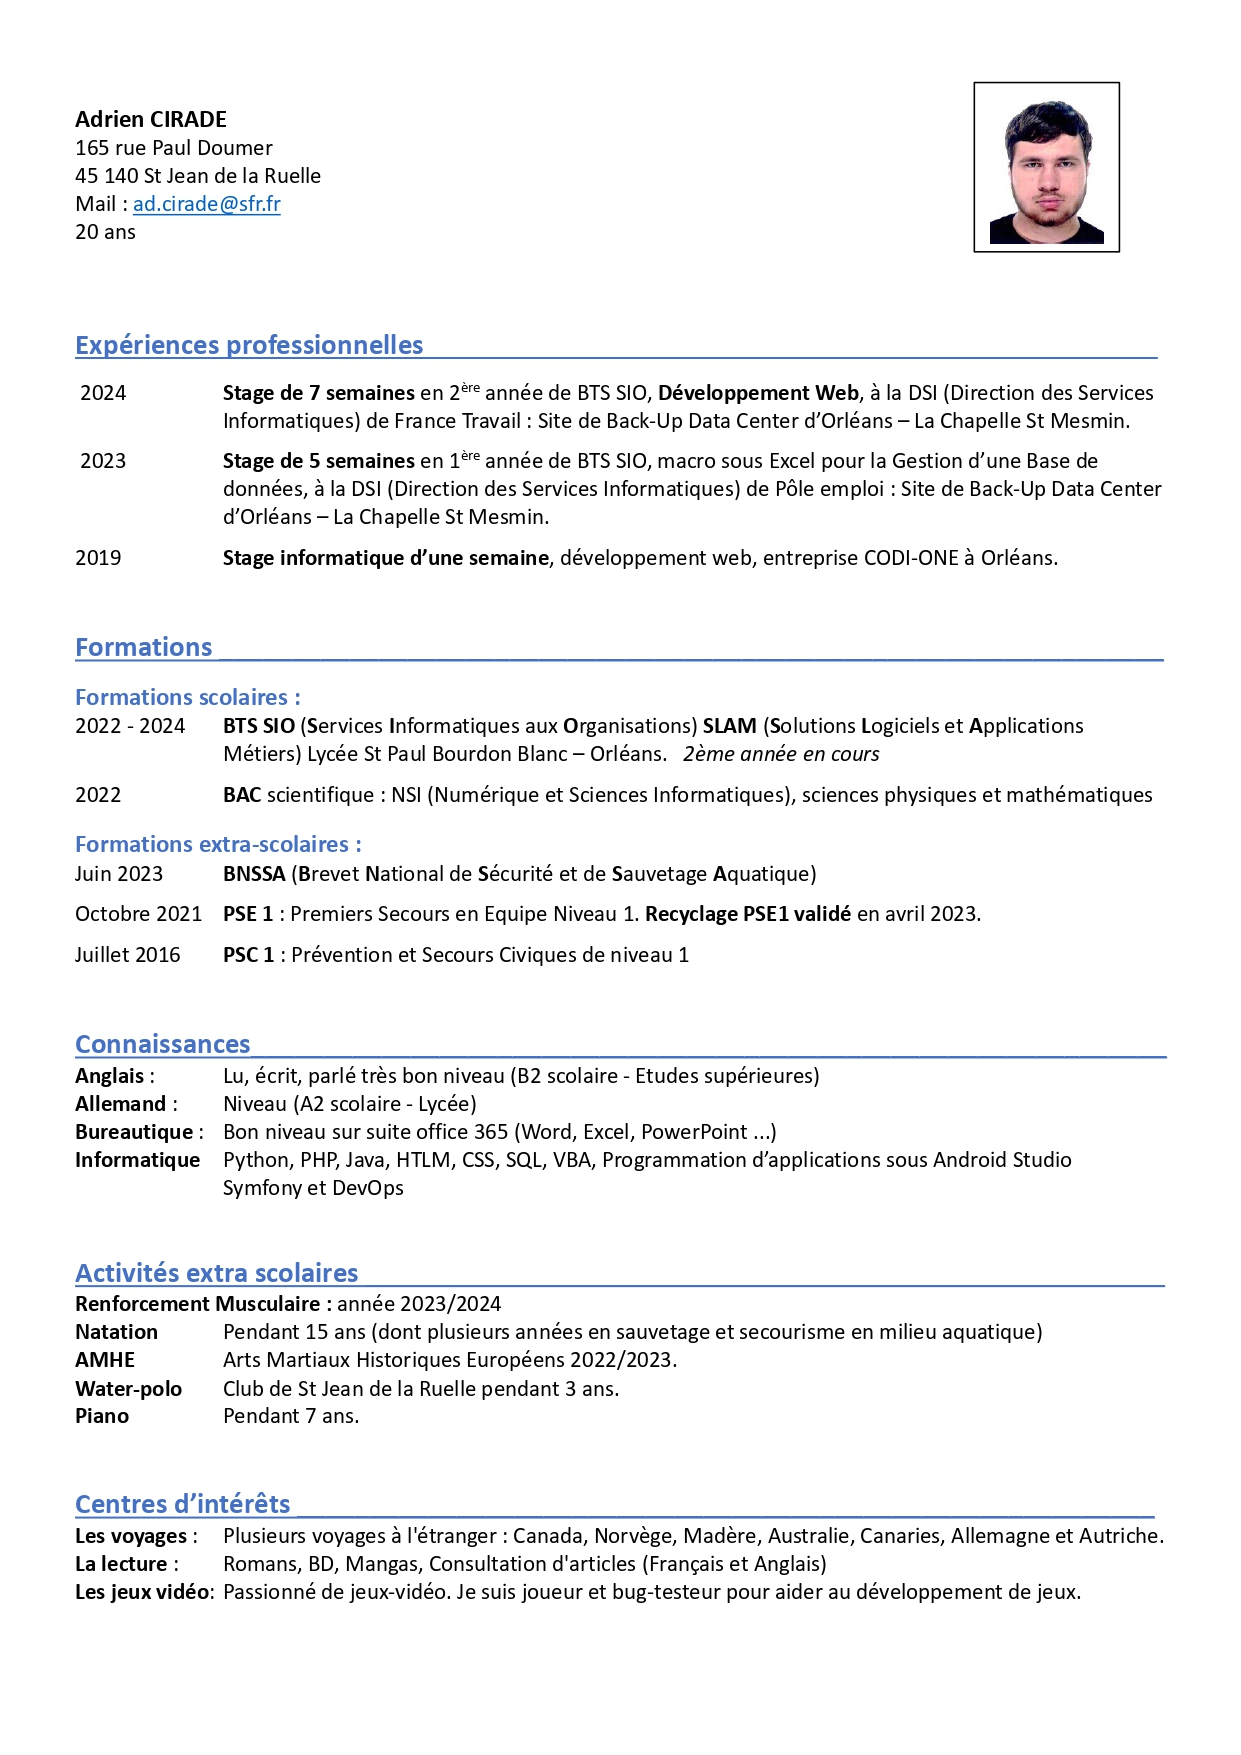 Adrien CIRADE
165 rue Paul Doumer
45 140 St Jean de la Ruelle
Mail : ad.cirade@sfr.fr
20 ans
Expériences professionnelles
2024 Stage de 7 semaines en 2ère année de BTS SIO, Développement Web, à la DSI (Direction des Services
Informatiques) de France Travail : Site de Back-Up Data Center d’Orléans – La Chapelle St Mesmin.
2023 Stage de 5 semaines en 1ère année de BTS SIO, macro sous Excel pour la Gestion d’une Base de
données, à la DSI (Direction des Services Informatiques) de Pôle emploi : Site de Back-Up Data Center
d’Orléans – La Chapelle St Mesmin.
2019 Stage informatique d’une semaine, développement web, entreprise CODI-ONE à Orléans.
Formations
Formations scolaires :
2022 - 2024 BTS SIO (Services Informatiques aux Organisations) SLAM (Solutions Logiciels et Applications
Métiers) Lycée St Paul Bourdon Blanc – Orléans. 2ème année en cours
2022 BAC scientifique : NSI (Numérique et Sciences Informatiques), sciences physiques et mathématiques
Formations extra-scolaires :
Juin 2023 BNSSA (Brevet National de Sécurité et de Sauvetage Aquatique)
Octobre 2021 PSE 1 : Premiers Secours en Equipe Niveau 1. Recyclage PSE1 validé en avril 2023.
Juillet 2016 PSC 1 : Prévention et Secours Civiques de niveau 1
Connaissances
Anglais : Lu, écrit, parlé très bon niveau (B2 scolaire - Etudes supérieures)
Allemand : Niveau (A2 scolaire - Lycée)
Bureautique : Bon niveau sur suite office 365 (Word, Excel, PowerPoint ...)
Informatique Python, PHP, Java, HTLM, CSS, SQL, VBA, Programmation d’applications sous Android Studio
Symfony et DevOps
Activités extra scolaires
Renforcement Musculaire : année 2023/2024
Natation Pendant 15 ans (dont plusieurs années en sauvetage et secourisme en milieu aquatique)
AMHE Arts Martiaux Historiques Européens 2022/2023.
Water-polo Club de St Jean de la Ruelle pendant 3 ans.
Piano Pendant 7 ans.
Centres d’intérêts
Les voyages : Plusieurs voyages à l'étranger : Canada, Norvège, Madère, Australie, Canaries, Allemagne et Autriche.
La lecture : Romans, BD, Mangas, Consultation d'articles (Français et Anglais)
Les jeux vidéo: Passionné de jeux-vidéo. Je suis joueur et bug-testeur pour aider au développement de jeux.